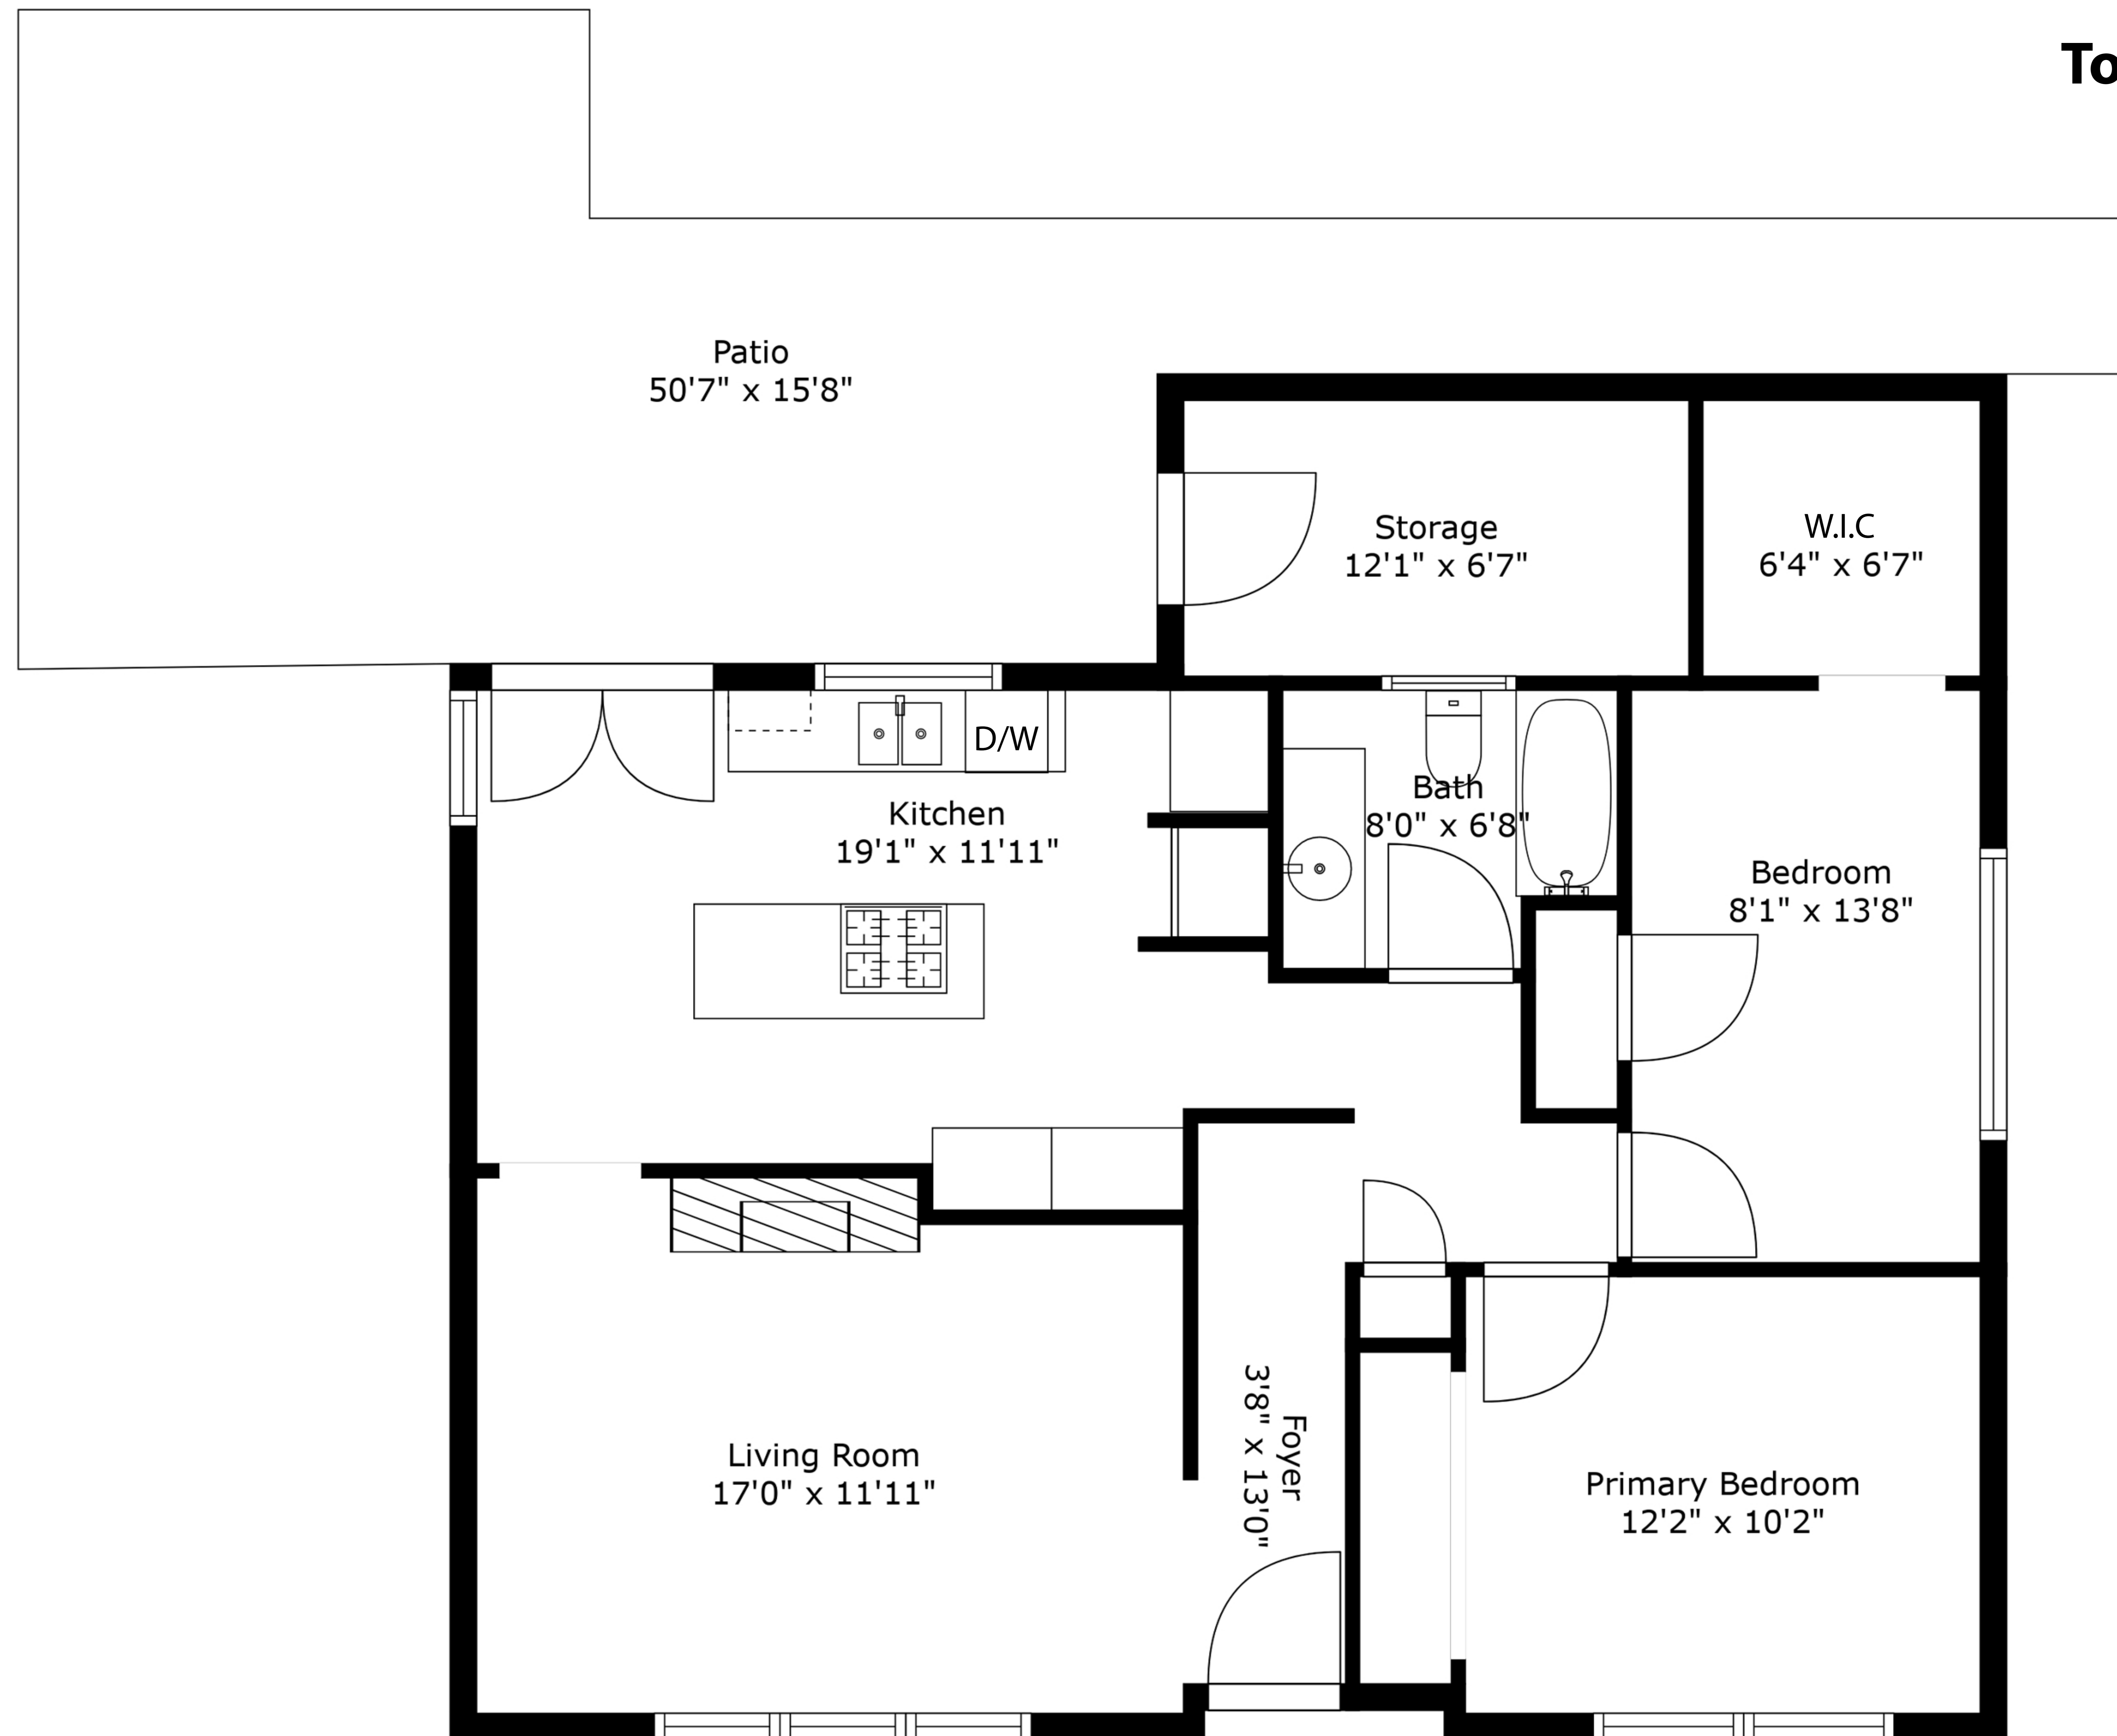 To
Patio
50'7" x 15'8"
Storage
12'1" x 6'7"
W.I.C
6'4" x 6'7"
D/W
Kitchen
19'1" x 11'11"
Bath
8'0" x 6'8"
Bedroom
8'1" x 13'8"
Living Room
17'0" x 11'11"
Foyer
3'8" x 13'0"
Primary Bedroom
12'2" x 10'2"